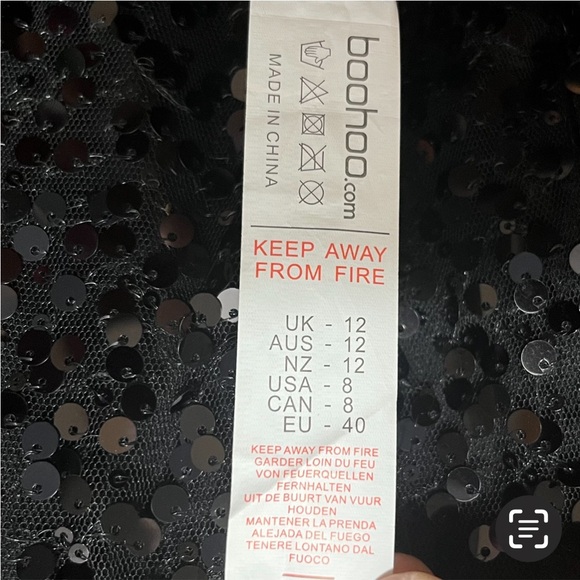 boohoo.com
MADE IN CHINA
KEEP AWAY
FROM FIRE
UK - 12
AUS - 12
NZ - 12
USA - 8
CAN - 8
EU - 40
KEEP AWAY FROM FIRE
GARDER LOIN DU FEU
VON FEUERQUELLEN
FERNHALTEN
UIT DE BUURT VAN VUUR
HOUDEN
MANTENER LA PRENDA
ALEJADA DEL FUEGO
TENERE LONTANO DAL
FUOCO